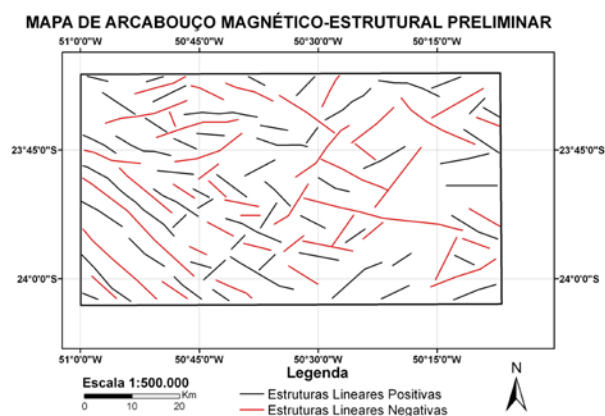 MAPA DE ARCABOUÇO MAGNÉTICO-ESTRUTURAL PRELIMINAR
51°0'0"W 50°45'0"W 50°30'0"W 50°15'0"W
23°45'0"S 23°45'0"S
24°0'0"S 24°0'0"S
51°0'0"W 50°45'0"W 50°30'0"W 50°15'0"W
Legenda
Escala 1:500.000
Km
0 10 20
Estruturas Lineares Positivas
Estruturas Lineares Negativas
N